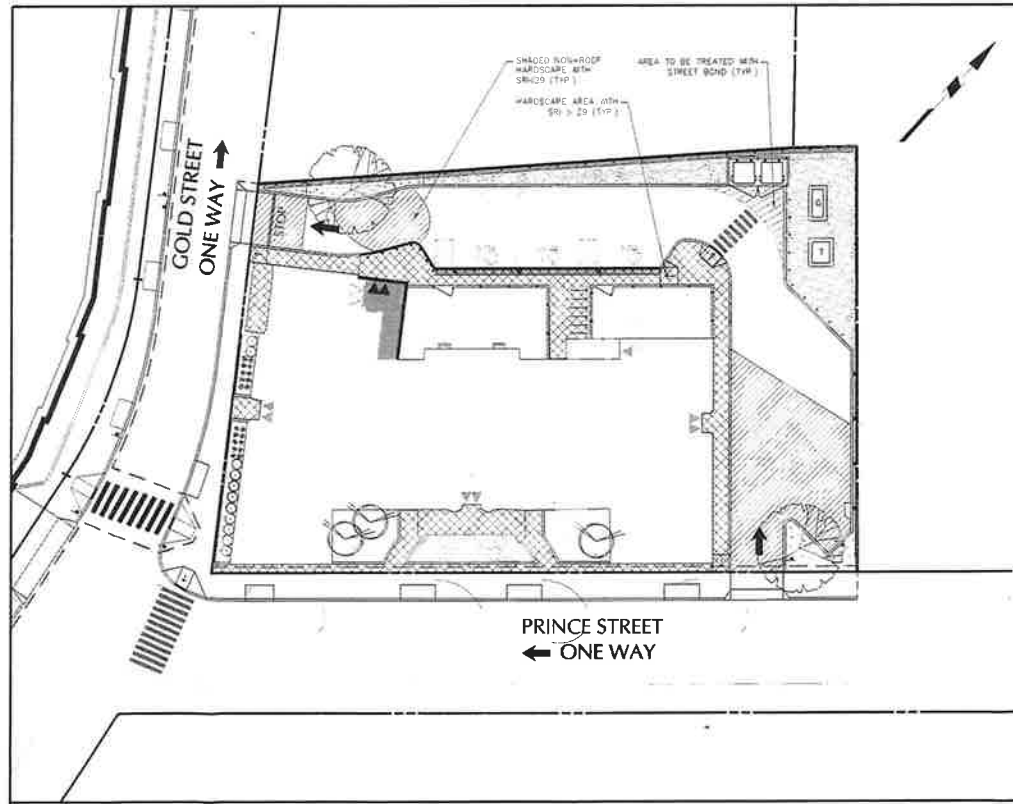 SHADED NON-ROOF
HARDSCAPE WITH
SRI>29 (TYP.)
HARDSCAPE AREA WITH
SRI > 29 (TYP.)
AREA TO BE TREATED WITH
STREET BOND (TYP.)
GOLD STREET
ONE WAY
STOP
G
T
PRINCE STREET
ONE WAY